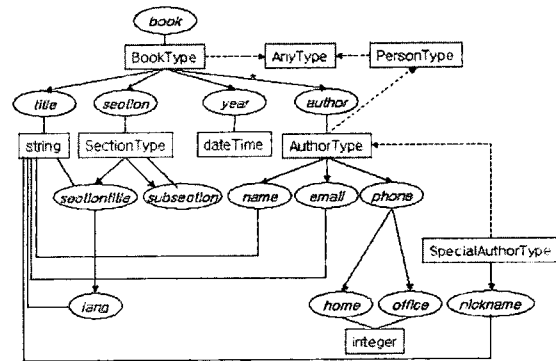 book
BookType AnyType PersonType
*
title section year author
string SectionType dateTime AuthorType
sectiontitle subsection name email phone
SpecialAuthorType
lang home office nickname
integer